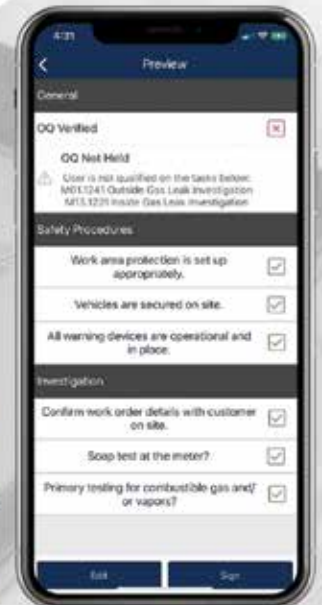 4:31
Preview
General
OQ Verified
OQ Not Held
User is not qualified on the tasks below:
M01.1241 Outside Gas Leak Investigation
M13.1231 Inside Gas Leak Investigation
Safety Procedures
Work area protection is set up
appropriately.
Vehicles are secured on site.
All warning devices are operational and
in place.
Investigation
Confirm work order details with customer
on site.
Soap test at the meter?
Primary testing for combustible gas and/
or vapors?
Edit
Sign